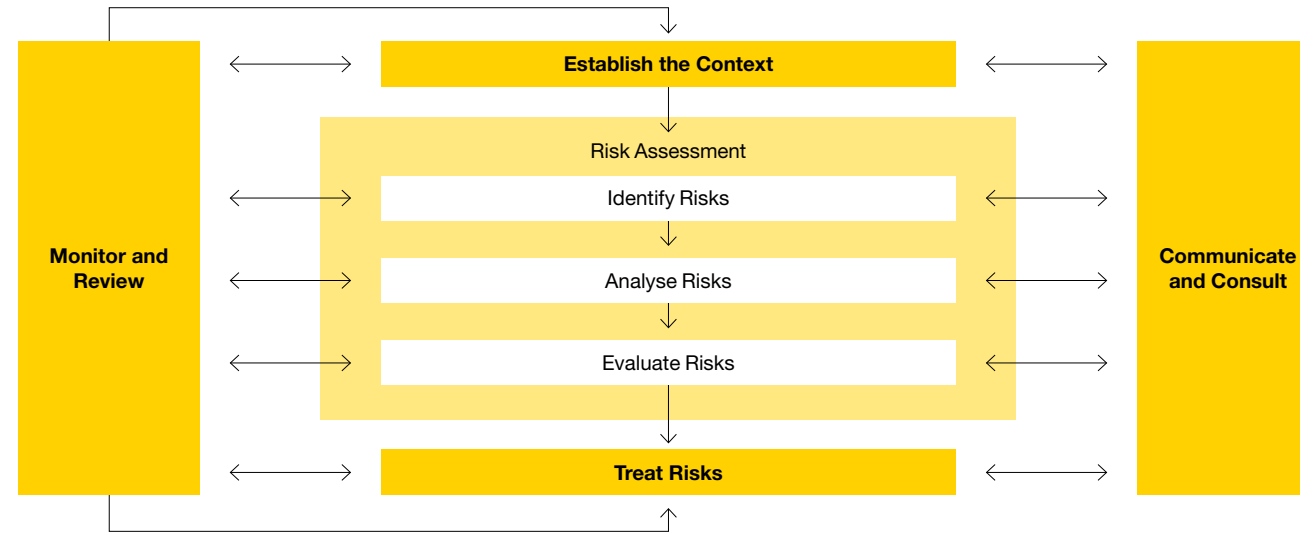 Establish the Context
Risk Assessment
Identify Risks
Monitor and
Review
Analyse Risks
Communicate
and Consult
Evaluate Risks
Treat Risks